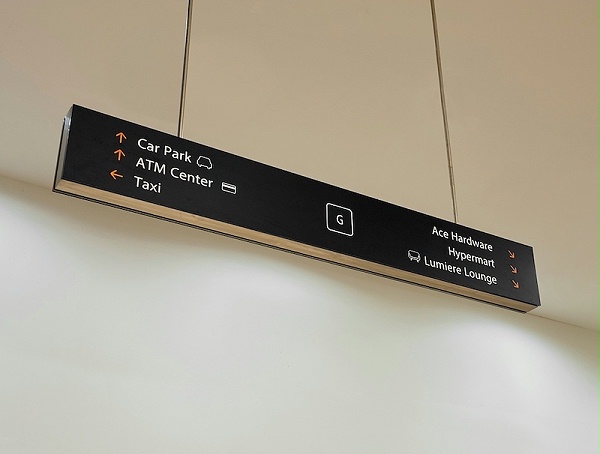 Car Park
ATM Center
Taxi
G
Ace Hardware
Hypermart
Lumiere Lounge